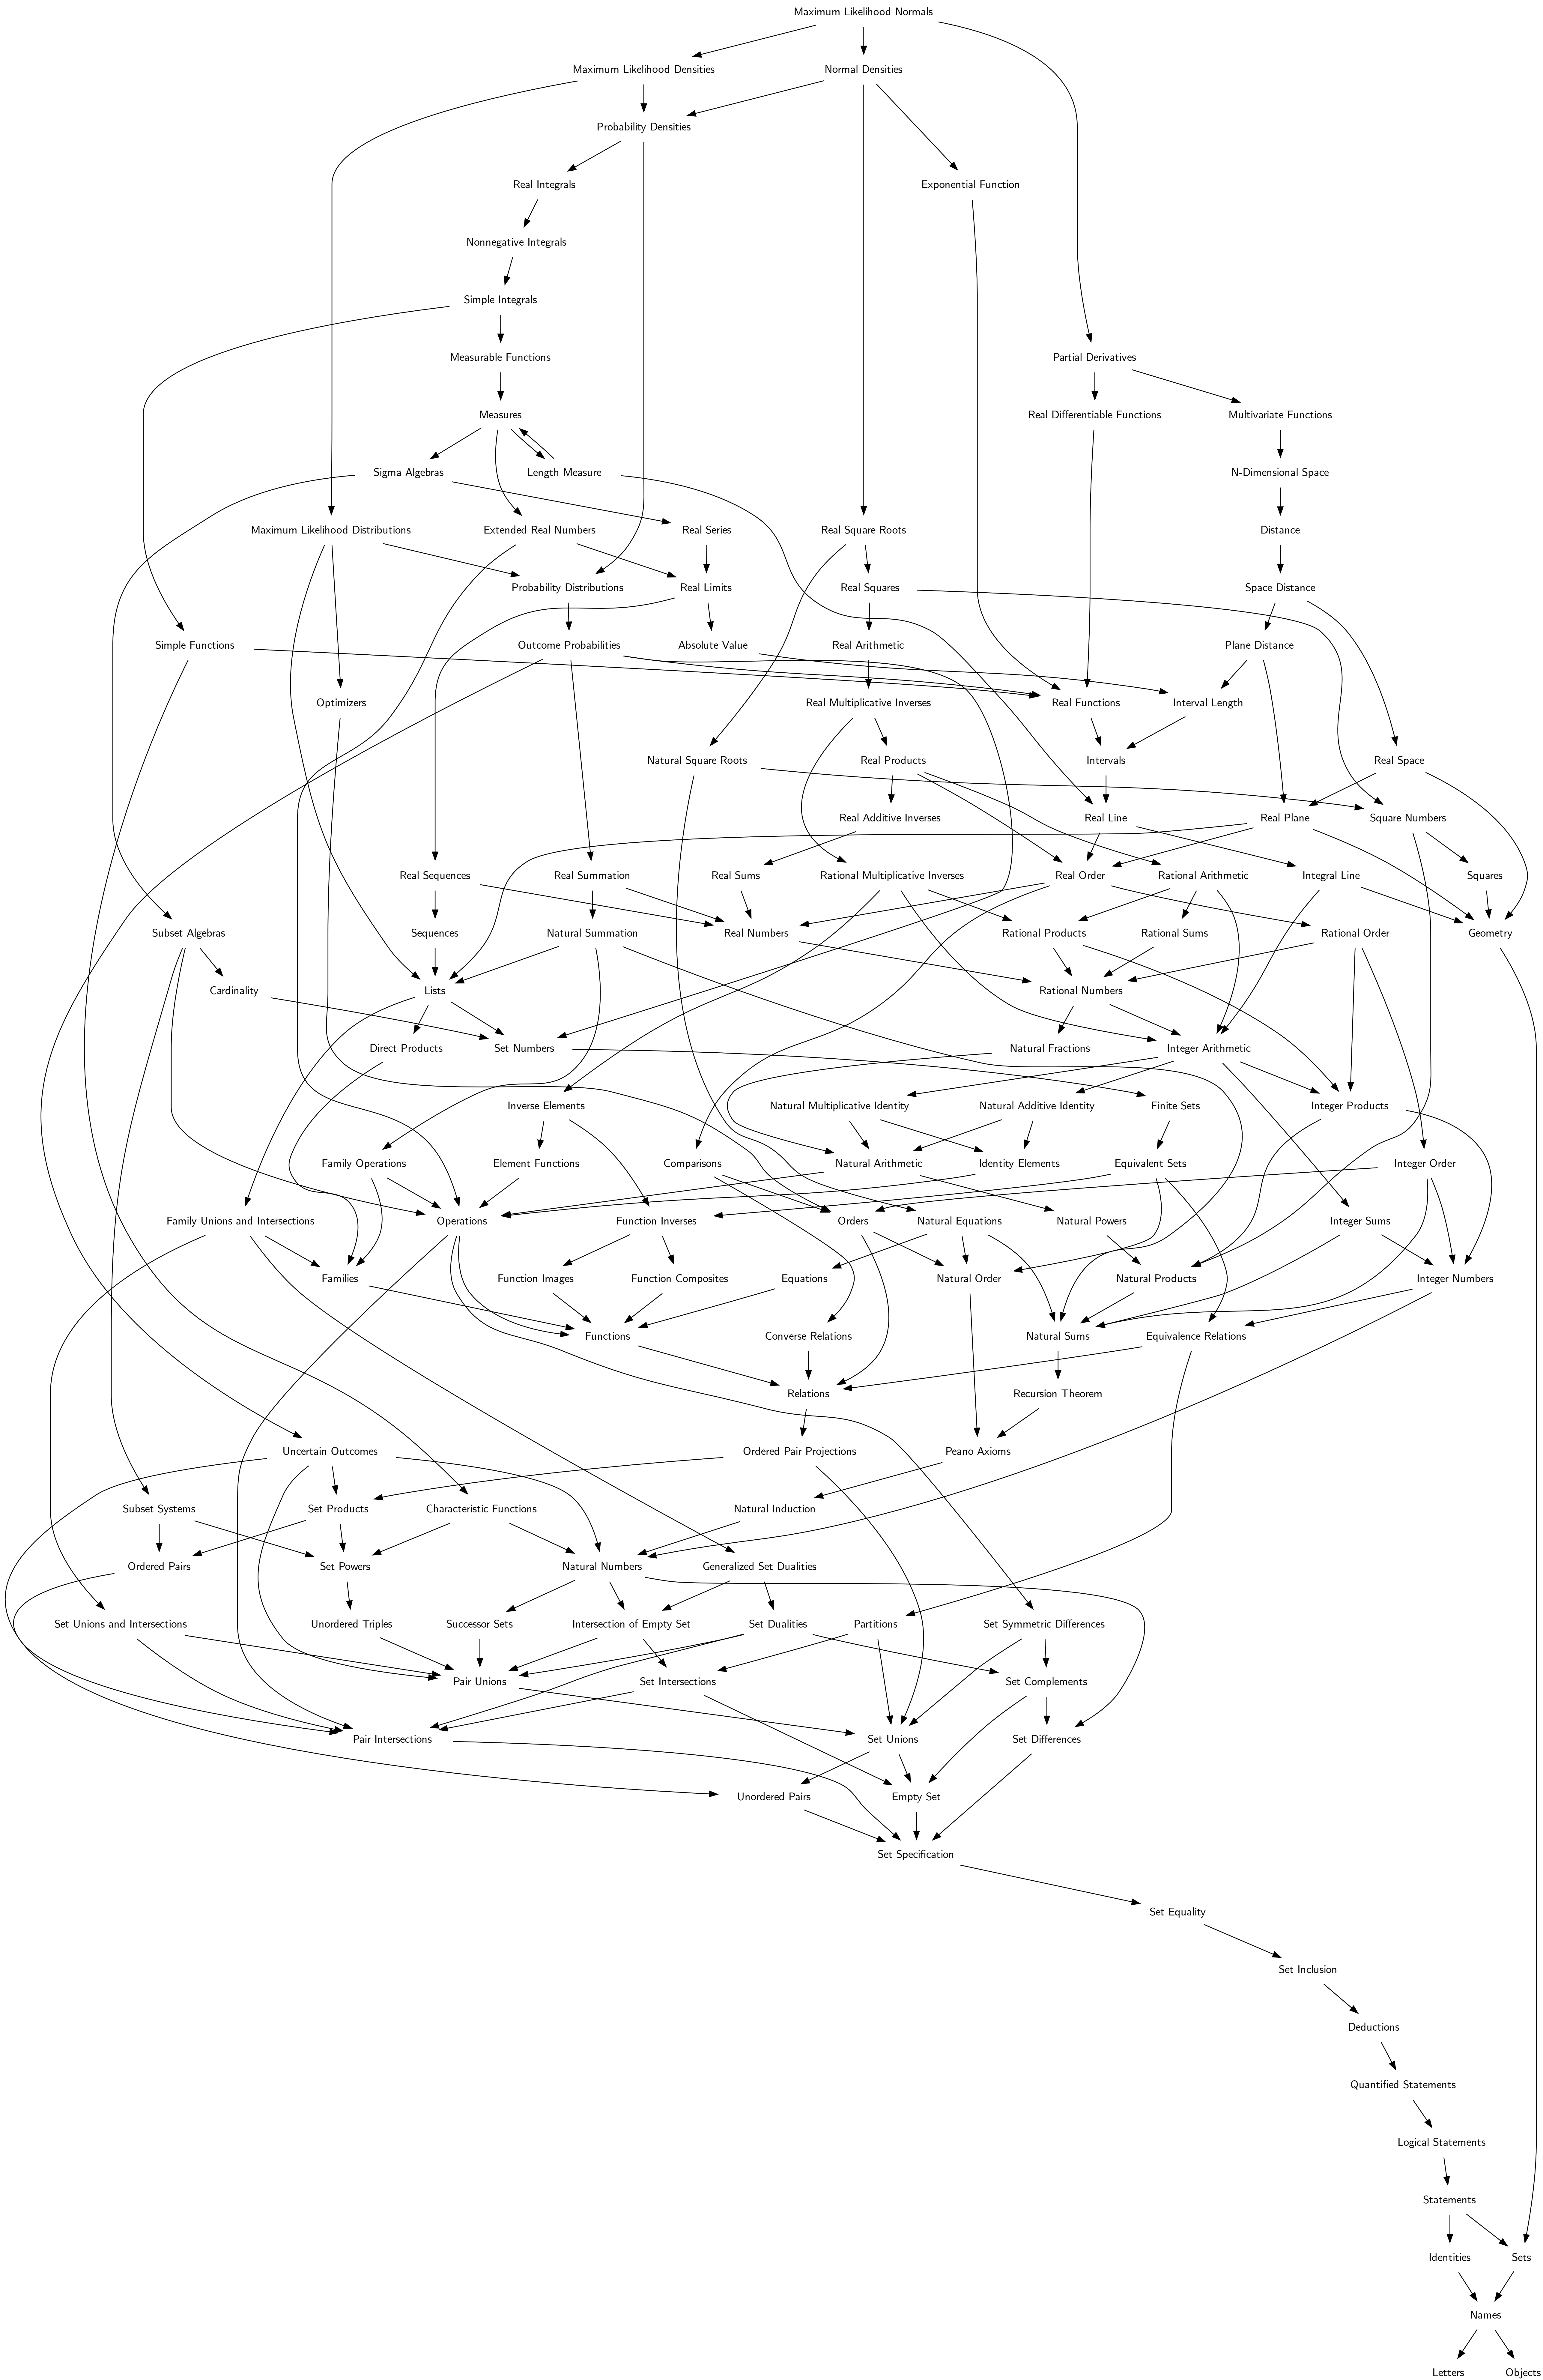 Maximum Likelihood Normals
Maximum Likelihood Densities
Normal Densities
Probability Densities
Real Integrals
Exponential Function
Nonnegative Integrals
Simple Integrals
Measurable Functions
Partial Derivatives
Measures
Real Differentiable Functions
Multivariate Functions
Sigma Algebras
Length Measure
N-Dimensional Space
Maximum Likelihood Distributions
Extended Real Numbers
Real Series
Real Square Roots
Distance
Probability Distributions
Real Limits
Real Squares
Space Distance
Simple Functions
Outcome Probabilities
Absolute Value
Real Arithmetic
Plane Distance
Optimizers
Real Multiplicative Inverses
Real Functions
Interval Length
Natural Square Roots
Real Products
Intervals
Real Space
Real Additive Inverses
Real Line
Real Plane
Square Numbers
Real Sequences
Real Summation
Real Sums
Rational Multiplicative Inverses
Real Order
Rational Arithmetic
Integral Line
Squares
Subset Algebras
Sequences
Natural Summation
Real Numbers
Rational Products
Rational Sums
Rational Order
Geometry
Cardinality
Lists
Rational Numbers
Direct Products
Set Numbers
Natural Fractions
Integer Arithmetic
Inverse Elements
Natural Multiplicative Identity
Natural Additive Identity
Finite Sets
Integer Products
Family Operations
Element Functions
Comparisons
Natural Arithmetic
Identity Elements
Equivalent Sets
Integer Order
Family Unions and Intersections
Operations
Function Inverses
Orders
Natural Equations
Natural Powers
Integer Sums
Families
Function Images
Function Composites
Equations
Natural Order
Natural Products
Integer Numbers
Functions
Converse Relations
Natural Sums
Equivalence Relations
Relations
Recursion Theorem
Uncertain Outcomes
Ordered Pair Projections
Peano Axioms
Subset Systems
Set Products
Characteristic Functions
Natural Induction
Ordered Pairs
Set Powers
Natural Numbers
Generalized Set Dualities
Set Unions and Intersections
Unordered Triples
Successor Sets
Intersection of Empty Set
Set Dualities
Partitions
Set Symmetric Differences
Pair Unions
Set Intersections
Set Complements
Pair Intersections
Set Unions
Set Differences
Unordered Pairs
Empty Set
Set Specification
Set Equality
Set Inclusion
Deductions
Quantified Statements
Logical Statements
Statements
Identities
Sets
Names
Letters
Objects